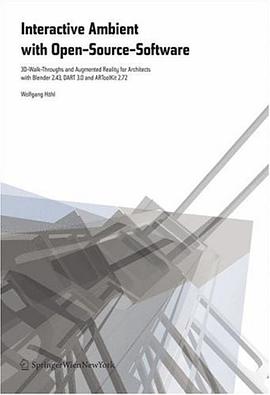 Interactive Ambient
with Open-Source-Software
3D-Walk-Throughs and Augmented Reality for Architects
with Blender 2.43, DART 3.0 and ARToolKit 2.72
Wolfgang Höhl
SpringerWienNewYork